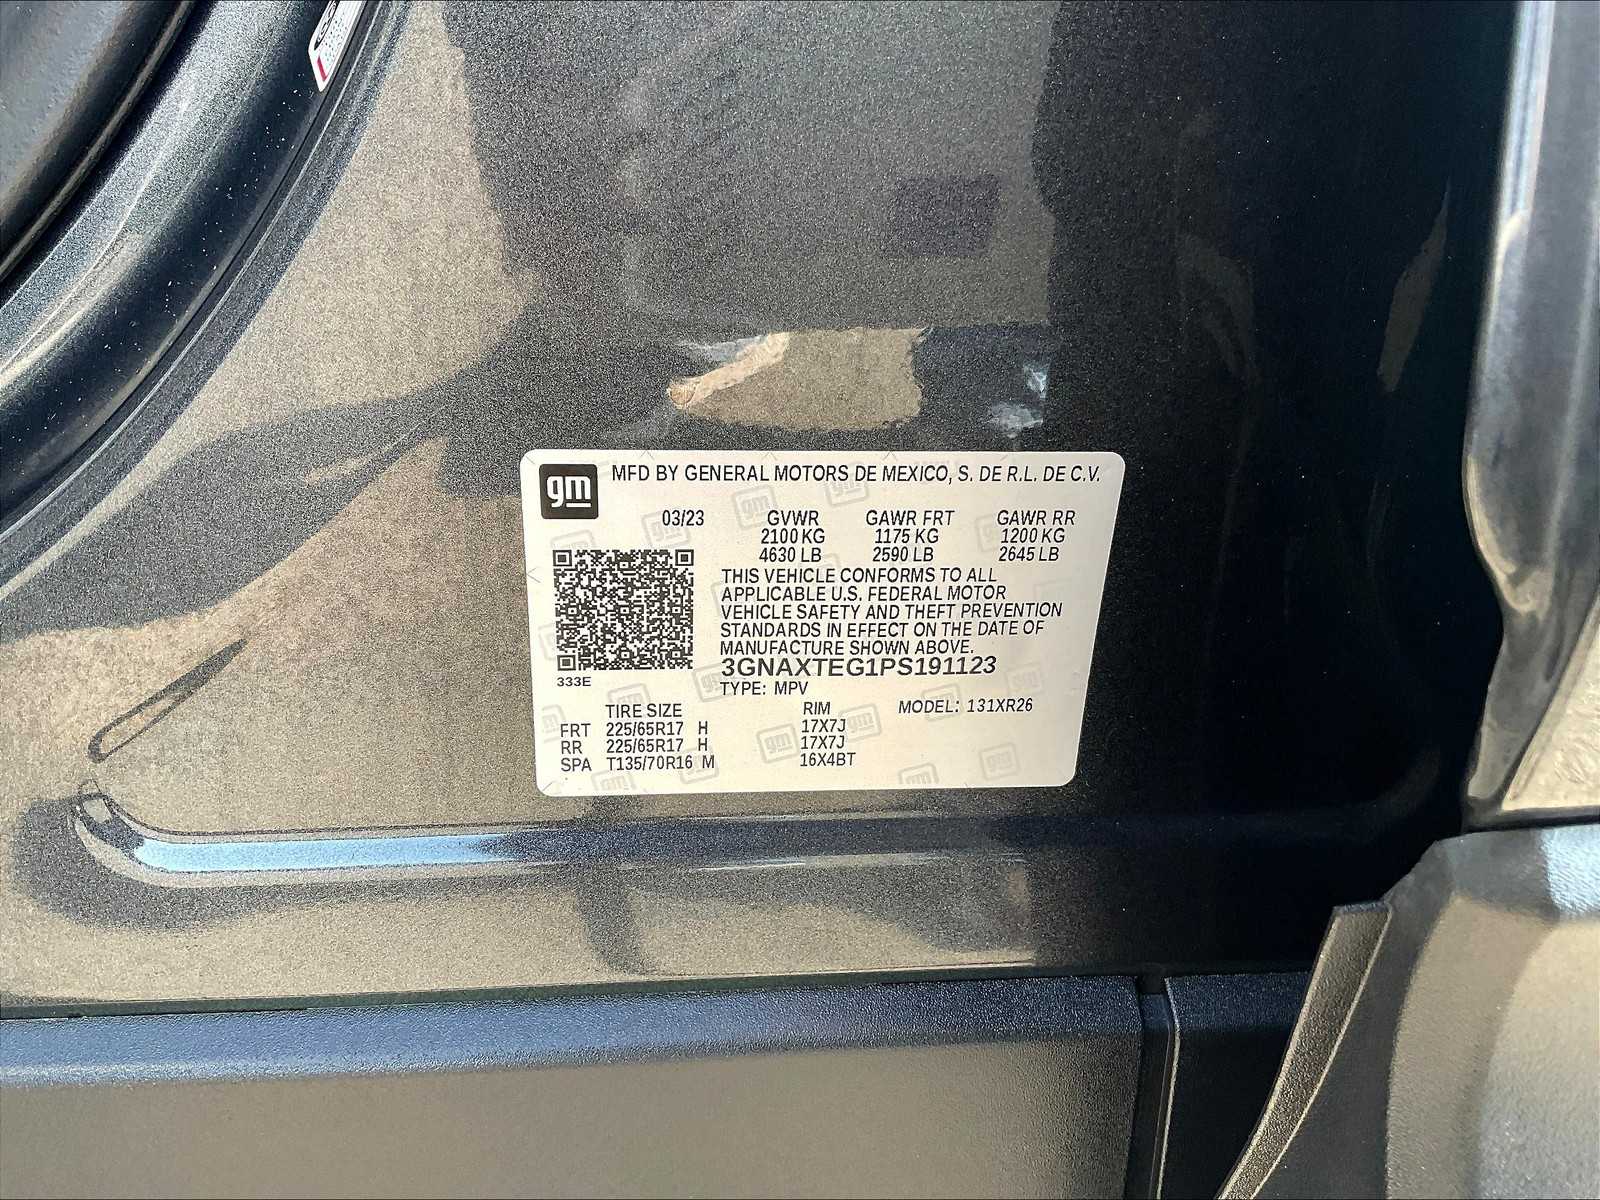 gm MFD BY GENERAL MOTORS DE MEXICO, S. DE R.L. DE C.V.
03/23 GVWR GAWR FRT GAWR RR
2100 KG 1175 KG 1200 KG
4630 LB 2590 LB 2645 LB
THIS VEHICLE CONFORMS TO ALL
APPLICABLE U.S. FEDERAL MOTOR
VEHICLE SAFETY AND THEFT PREVENTION
STANDARDS IN EFFECT ON THE DATE OF
MANUFACTURE SHOWN ABOVE.
3GNAXTEG1PS191123
333E
TYPE: MPV
TIRE SIZE RIM MODEL: 131XR26
FRT 225/65R17 H 17X7J
RR 225/65R17 H 17X7J
SPA T135/70R16 M 16X4BT